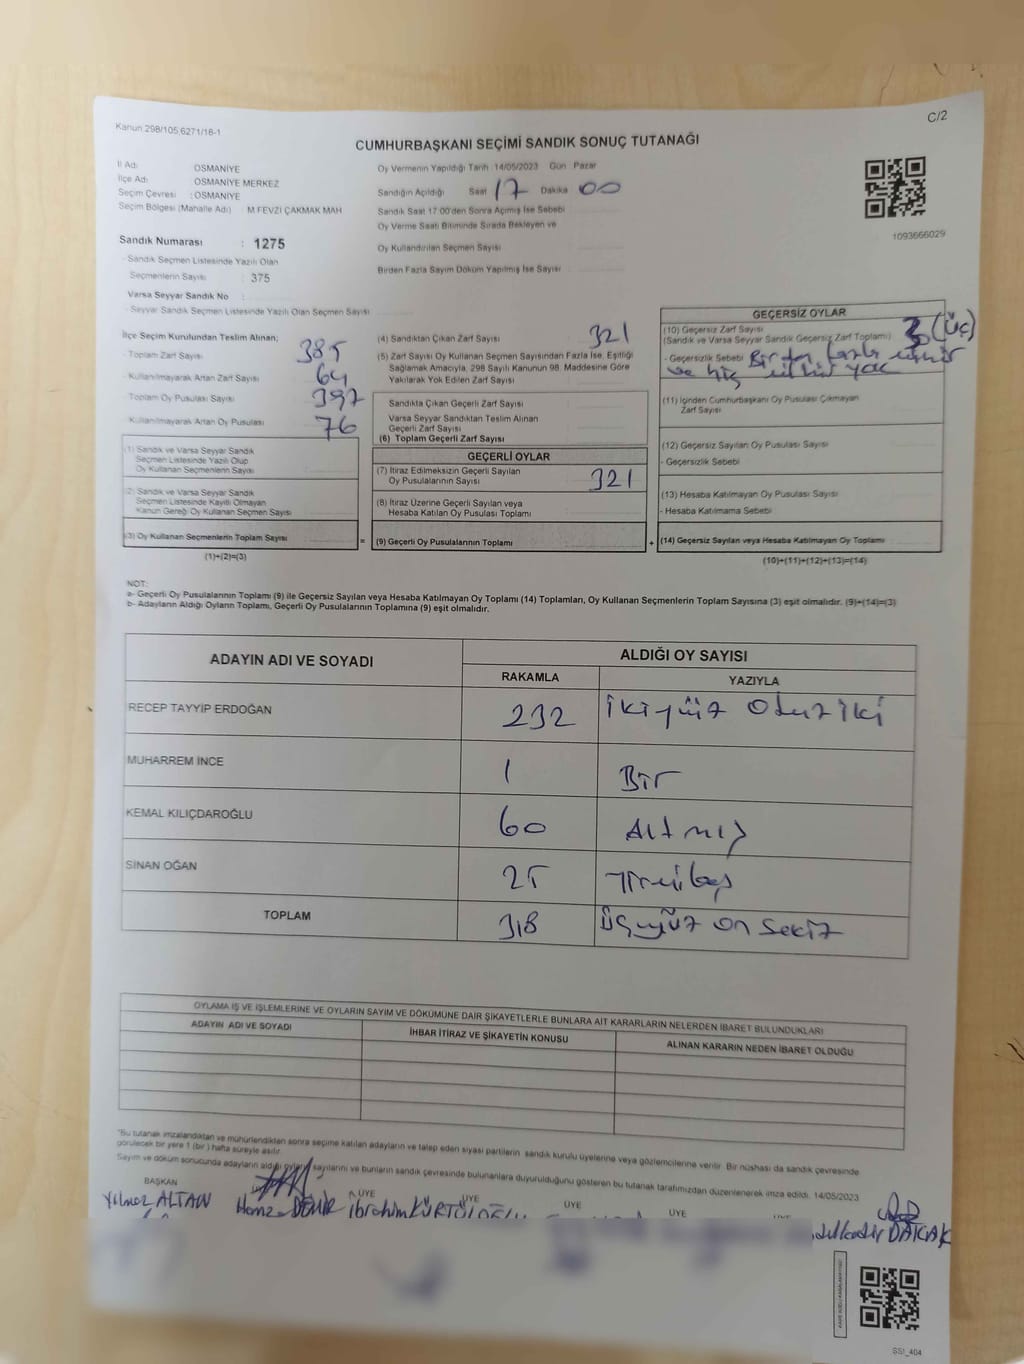 Kanun 298/105,6271/18-1
C/2
CUMHURBAŞKANI SEÇİMİ SANDIK SONUÇ TUTANAĞI
İl Adı : OSMANİYE
İlçe Adı : OSMANİYE MERKEZ
Seçim Çevresi : OSMANİYE
Seçim Bölgesi (Mahalle Adı) : M.FEVZİ ÇAKMAK MAH
Sandık Numarası : 1275
- Sandık Seçmen Listesinde Yazılı Olan
Seçmenlerin Sayısı : 375
Varsa Seyyar Sandık No :
- Seyyar Sandık Seçmen Listesinde Yazılı Olan Seçmen Sayısı :
Oy Vermenin Yapıldığı Tarih :14/05/2023 Gün : Pazar
Sandığın Açıldığı Saat 17 Dakika 00
Sandık Saat 17:00'den Sonra Açımış İse Sebebi :
Oy Verme Saati Bitiminde Sırada Bekleyen ve
Oy Kullandırılan Seçmen Sayısı :
Birden Fazla Sayım Döküm Yapılmış İse Sayısı :
1093666029
İlçe Seçim Kurulundan Teslim Alınan;
- Toplam Zarf Sayısı : 385
- Kullanılmayarak Artan Zarf Sayısı : 64
- Toplam Oy Pusulası Sayısı : 397
- Kullanılmayarak Artan Oy Pusulası : 76
(1) Sandık ve Varsa Seyyar Sandık
Seçmen Listesinde Yazılı Olup
Oy Kullanan Seçmenlerin Sayısı :
(2) Sandık ve Varsa Seyyar Sandık
Seçmen Listesinde Kayıtlı Olmayan
Kanun Gereği Oy Kullanan Seçmen Sayısı :
(3) Oy Kullanan Seçmenlerin Toplam Sayısı :
(1)+(2)=(3)
=
(4) Sandıktan Çıkan Zarf Sayısı : 321
(5) Zarf Sayısı Oy Kullanan Seçmen Sayısından Fazla İse, Eşitliği
Sağlamak Amacıyla, 298 Sayılı Kanunun 98. Maddesine Göre
Yakılarak Yok Edilen Zarf Sayısı :
Sandıkta Çıkan Geçerli Zarf Sayısı :
Varsa Seyyar Sandıktan Teslim Alınan
Geçerli Zarf Sayısı :
(6) Toplam Geçerli Zarf Sayısı :
GEÇERLİ OYLAR
(7) İtiraz Edilmeksizin Geçerli Sayılan
Oy Pusulalarının Sayısı : 321
(8) İtiraz Üzerine Geçerli Sayılan veya
Hesaba Katılan Oy Pusulası Toplamı :
(9) Geçerli Oy Pusulalarının Toplamı :
+
GEÇERSİZ OYLAR
(10) Geçersiz Zarf Sayısı
(Sandık ve Varsa Seyyar Sandık Geçersiz Zarf Toplamı) : 3 (üç)
- Geçersizlik Sebebi : Birden fazla mühür
ve hiç mühür yok
(11) İçinden Cumhurbaşkanı Oy Pusulası Çıkmayan
Zarf Sayısı :
(12) Geçersiz Sayılan Oy Pusulası Sayısı :
- Geçersizlik Sebebi :
(13) Hesaba Katılmayan Oy Pusulası Sayısı :
- Hesaba Katılmama Sebebi :
(14) Geçersiz Sayılan veya Hesaba Katılmayan Oy Toplamı :
(10)+(11)+(12)+(13)=(14)
NOT:
a- Geçerli Oy Pusulalarının Toplamı (9) ile Geçersiz Sayılan veya Hesaba Katılmayan Oy Toplamı (14) Toplamları, Oy Kullanan Seçmenlerin Toplam Sayısına (3) eşit olmalıdır. (9)+(14)=(3)
b- Adayların Aldığı Oyların Toplamı, Geçerli Oy Pusulalarının Toplamına (9) eşit olmalıdır.
ADAYIN ADI VE SOYADI
ALDIĞI OY SAYISI
RAKAMLA YAZIYLA
RECEP TAYYİP ERDOĞAN 232 ikiyüz otuz iki
MUHARREM İNCE 1 Bir
KEMAL KILIÇDAROĞLU 60 Altmış
SİNAN OĞAN 25 Yirmibeş
TOPLAM 318 üçyüz on sekiz
OYLAMA İŞ VE İŞLEMLERİNE VE OYLARIN SAYIM VE DÖKÜMÜNE DAİR ŞİKAYETLERLE BUNLARA AİT KARARLARIN NELERDEN İBARET BULUNDUKLARI
ADAYIN ADI VE SOYADI İHBAR İTİRAZ VE ŞİKAYETİN KONUSU ALINAN KARARIN NEDEN İBARET OLDUĞU
*Bu tutanak imzalandıktan ve mühürlendikten sonra seçime katılan adayların ve talep eden siyasi partilerin sandık kurulu üyelerine veya gözlemcilerine verilir. Bir nüshası da sandık çevresinde
görülecek bir yere 1 (bir) hafta süreyle asılır.
Sayım ve döküm sonucunda adayların aldığı oyların sayılarını ve bunların sandık çevresinde bulunanlara duyurulduğunu gösteren bu tutanak tarafımızdan düzenlenerek imza edildi. 14/05/2023
BAŞKAN ÜYE ÜYE ÜYE ÜYE
Yılmaz ALTAN Hamza DEMİR İbrahim KÜRTÜLOĞLU DAKAK
SSI_404